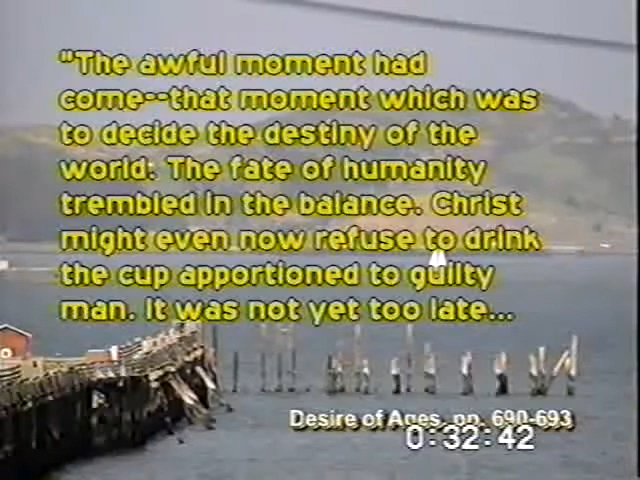 "The awful moment had
come--that moment which was
to decide the destiny of the
world. The fate of humanity
trembled in the balance. Christ
might even now refuse to drink
the cup apportioned to guilty
man. It was not yet too late...
Desire of Ages, pp. 690-693
0:32:42